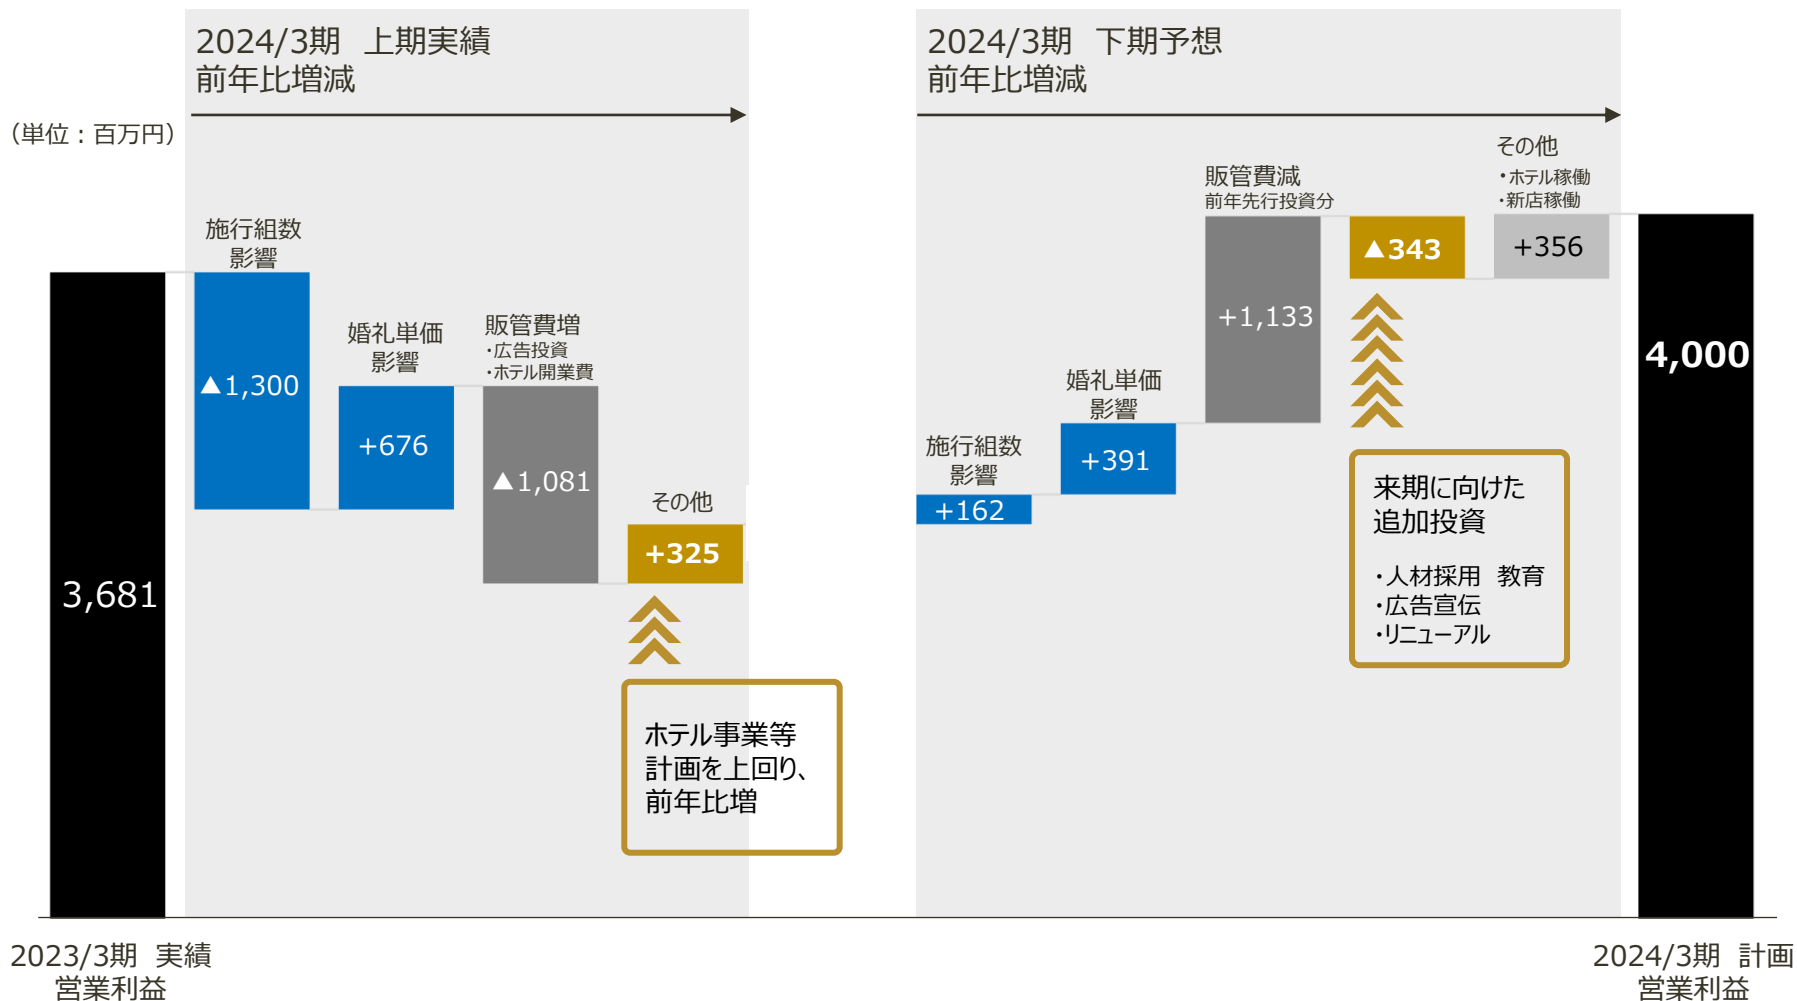 2024/3期 上期実績
前年比増減
2024/3期 下期予想
前年比増減
（単位：百万円）
施行組数
影響
▲1,300
婚礼単価
影響
+676
販管費増
・広告投資
・ホテル開業費
▲1,081
その他
+325
3,681
ホテル事業等
計画を上回り、
前年比増
施行組数
影響
+162
婚礼単価
影響
+391
販管費減
前年先行投資分
+1,133
▲343
その他
・ホテル稼働
・新店稼働
+356
来期に向けた
追加投資
・人材採用 教育
・広告宣伝
・リニューアル
4,000
2023/3期 実績
営業利益
2024/3期 計画
営業利益